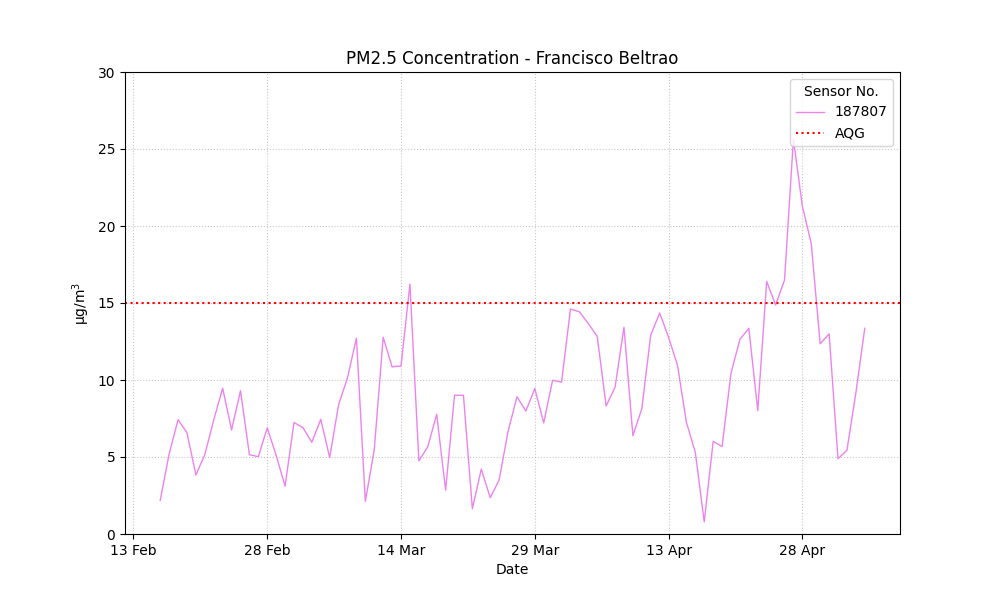 PM2.5 Concentration - Francisco Beltrao
30
25
20
15
10
5
0
µg/m³
13 Feb
28 Feb
14 Mar
29 Mar
13 Apr
28 Apr
Date
Sensor No.
187807
AQG